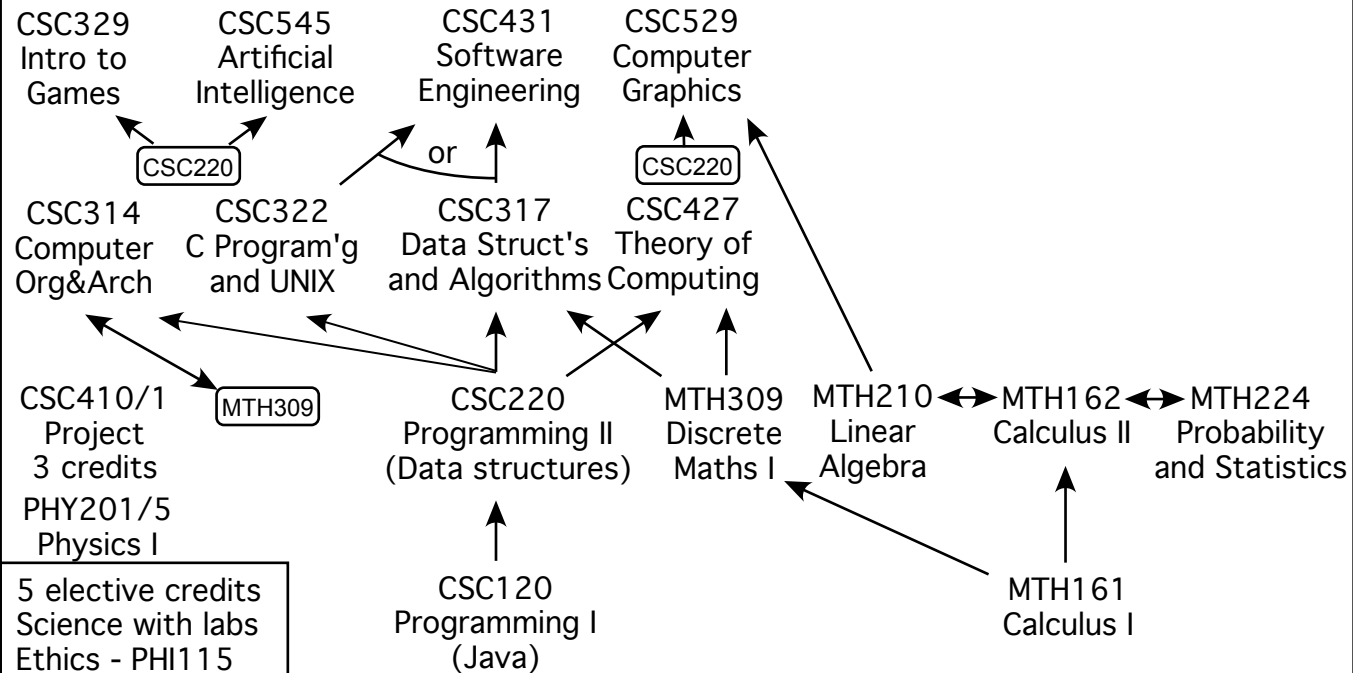 CSC329
Intro to
Games
CSC545
Artificial
Intelligence
CSC431
Software
Engineering
CSC529
Computer
Graphics
CSC220
or
CSC220
CSC314
Computer
Org&Arch
CSC322
C Program'g
and UNIX
CSC317
Data Struct's
and Algorithms
CSC427
Theory of
Computing
CSC410/1
Project
3 credits
MTH309
CSC220
Programming II
(Data structures)
MTH309
Discrete
Maths I
MTH210
Linear
Algebra
MTH162
Calculus II
MTH224
Probability
and Statistics
PHY201/5
Physics I
5 elective credits
Science with labs
Ethics - PHI115
CSC120
Programming I
(Java)
MTH161
Calculus I